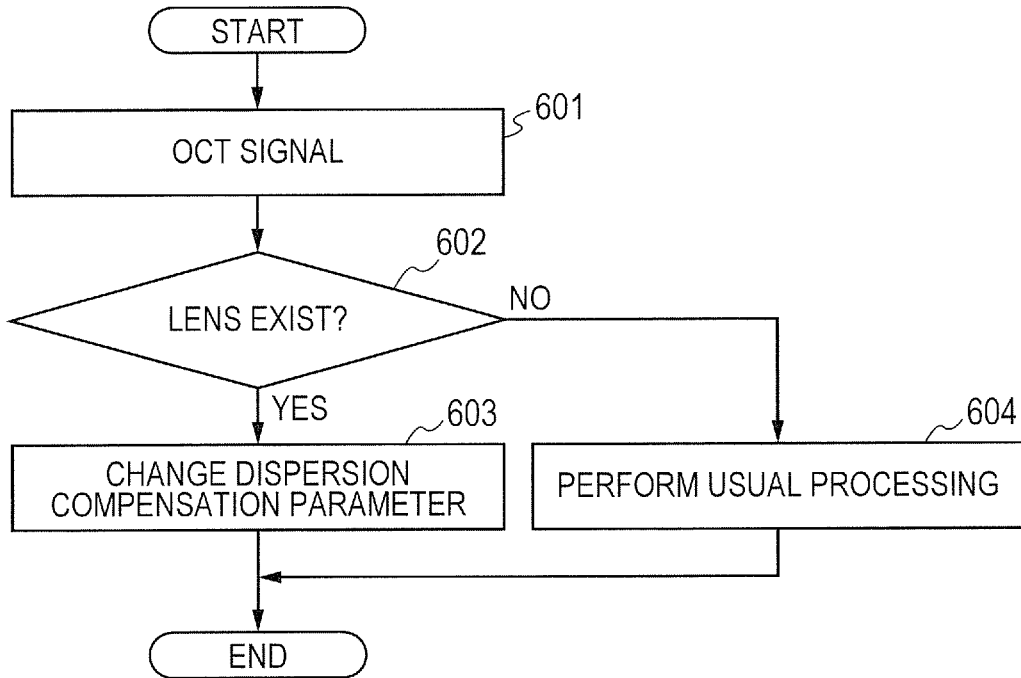 START
601
OCT SIGNAL
602
LENS EXIST?
NO
YES
603
CHANGE DISPERSION
COMPENSATION PARAMETER
604
PERFORM USUAL PROCESSING
END